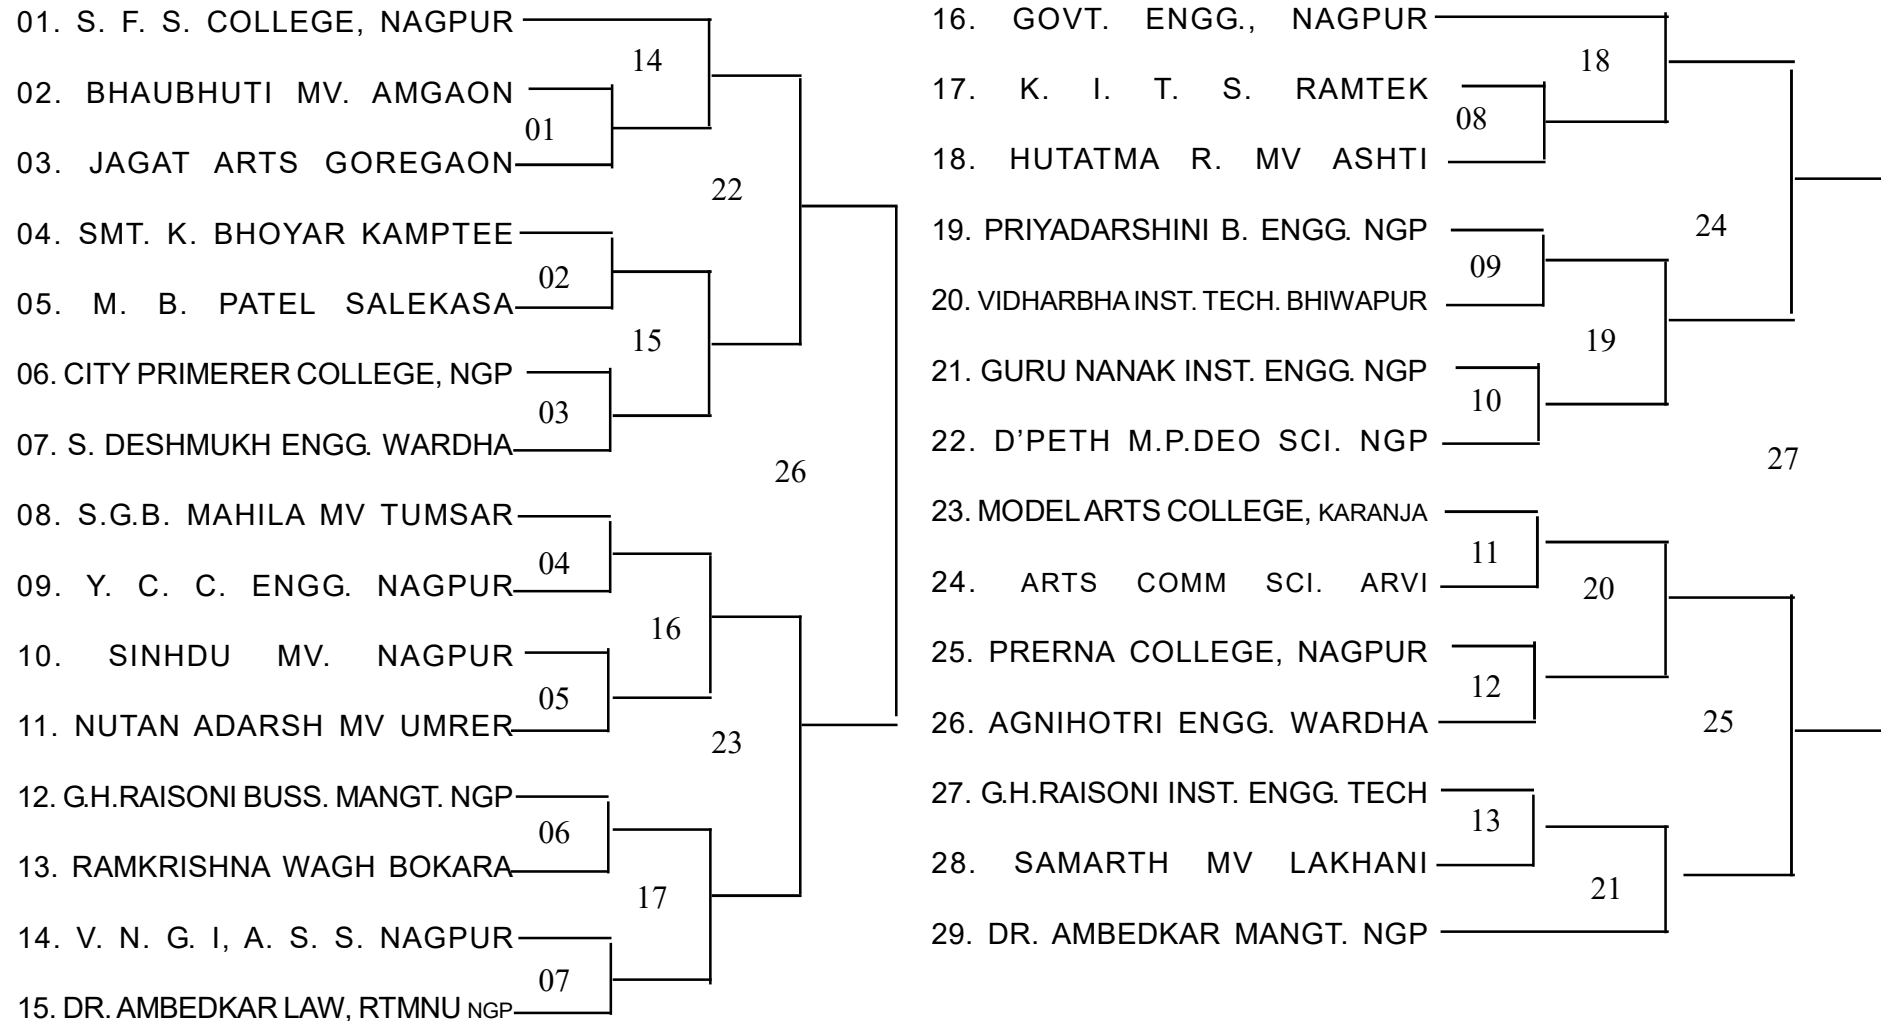 01. S. F. S. COLLEGE, NAGPUR
14
02. BHAUBHUTI MV. AMGAON
01
03. JAGAT ARTS GOREGAON
22
04. SMT. K. BHOYAR KAMPTEE
02
05. M. B. PATEL SALEKASA
15
06. CITY PRIMERER COLLEGE, NGP
03
07. S. DESHMUKH ENGG. WARDHA
26
08. S.G.B. MAHILA MV TUMSAR
04
09. Y. C. C. ENGG. NAGPUR
16
10. SINHDU MV. NAGPUR
05
11. NUTAN ADARSH MV UMRER
23
12. G.H.RAISONI BUSS. MANGT. NGP
06
13. RAMKRISHNA WAGH BOKARA
17
14. V. N. G. I, A. S. S. NAGPUR
07
15. DR. AMBEDKAR LAW, RTMNU NGP
16. GOVT. ENGG., NAGPUR
18
17. K. I. T. S. RAMTEK
08
18. HUTATMA R. MV ASHTI
24
19. PRIYADARSHINI B. ENGG. NGP
09
20. VIDHARBHA INST. TECH. BHIWAPUR
19
21. GURU NANAK INST. ENGG. NGP
10
22. D’PETH M.P.DEO SCI. NGP
27
23. MODEL ARTS COLLEGE, KARANJA
11
24. ARTS COMM SCI. ARVI
20
25. PRERNA COLLEGE, NAGPUR
12
26. AGNIHOTRI ENGG. WARDHA
25
27. G.H.RAISONI INST. ENGG. TECH
13
28. SAMARTH MV LAKHANI
21
29. DR. AMBEDKAR MANGT. NGP